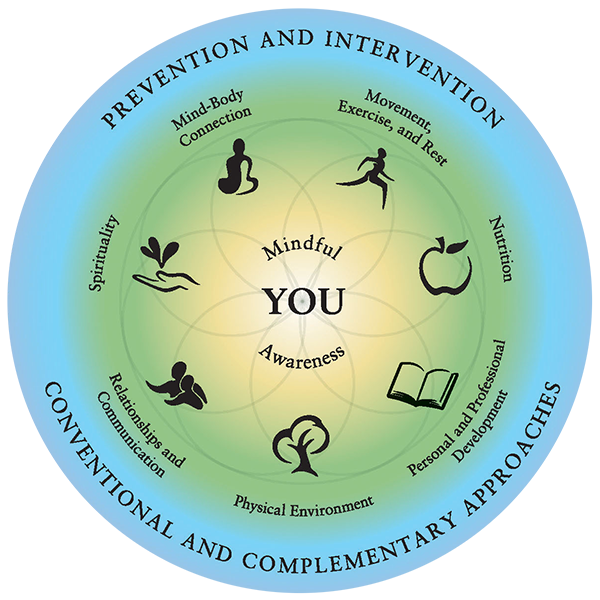 PREVENTION AND INTERVENTION
Mind-Body
Connection
Movement,
Exercise, and Rest
Spirituality
Nutrition
Mindful
YOU
Awareness
Relationships and
Communication
Personal and Professional
Development
Physical Environment
CONVENTIONAL AND COMPLEMENTARY APPROACHES